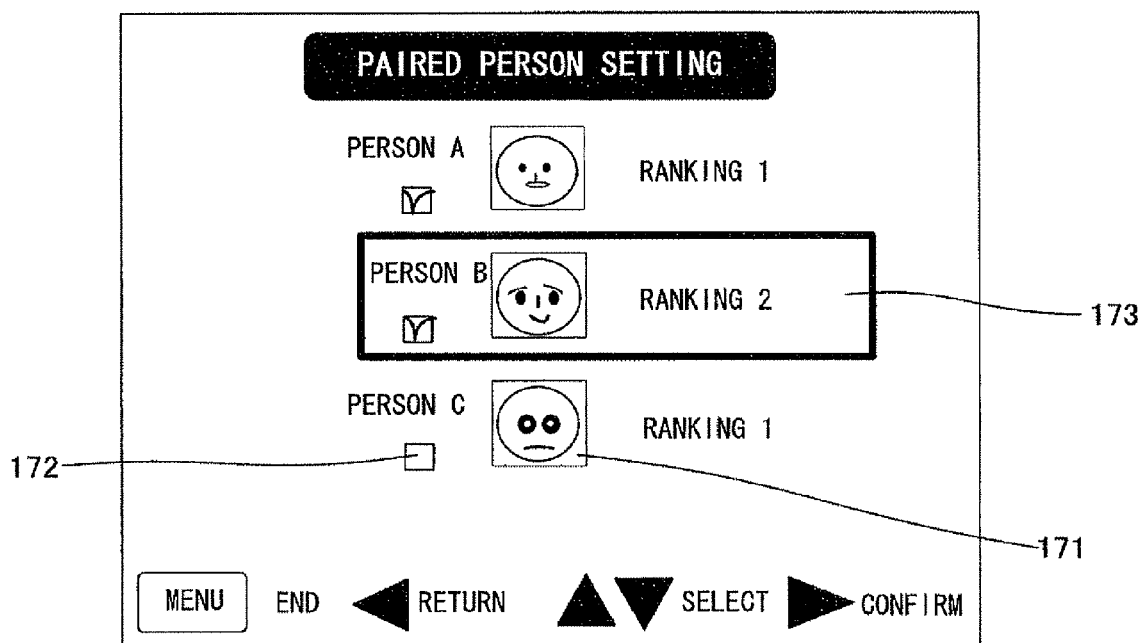 PAIRED PERSON SETTING
PERSON A
RANKING 1
PERSON B
RANKING 2
173
PERSON C
RANKING 1
172
171
MENU END RETURN SELECT CONFIRM